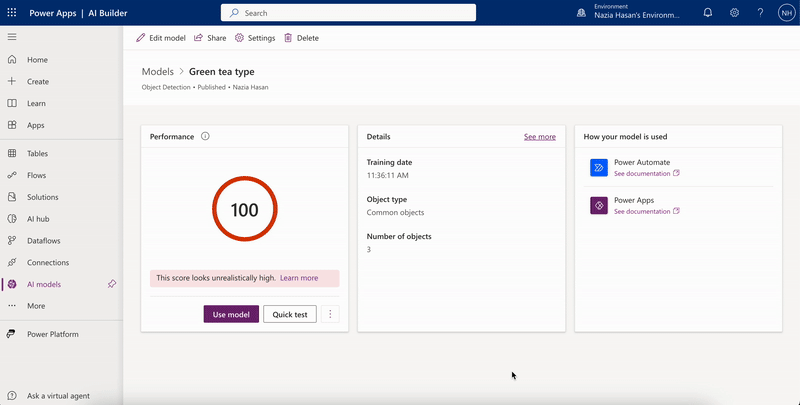 Power Apps | AI Builder
Search
Environment
Nazia Hasan's Environm...
?
NH
Edit model
Share
Settings
Delete
Home
Create
Learn
Apps
Tables
Flows
Solutions
AI hub
Dataflows
Connections
AI models
More
Power Platform
Ask a virtual agent
Models > Green tea type
Object Detection • Published • Nazia Hasan
Performance
100
This score looks unrealistically high. Learn more
Use model
Quick test
Details
See more
Training date
11:36:11 AM
Object type
Common objects
Number of objects
3
How your model is used
Power Automate
See documentation
Power Apps
See documentation